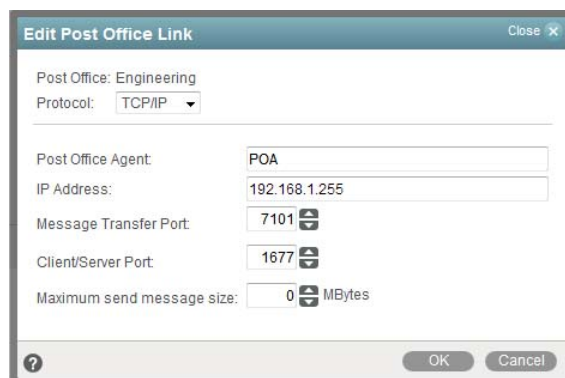 Edit Post Office Link Close
Post Office: Engineering
Protocol: TCP/IP
Post Office Agent: POA
IP Address: 192.168.1.255
Message Transfer Port: 7101
Client/Server Port: 1677
Maximum send message size: 0 MBytes
? OK Cancel